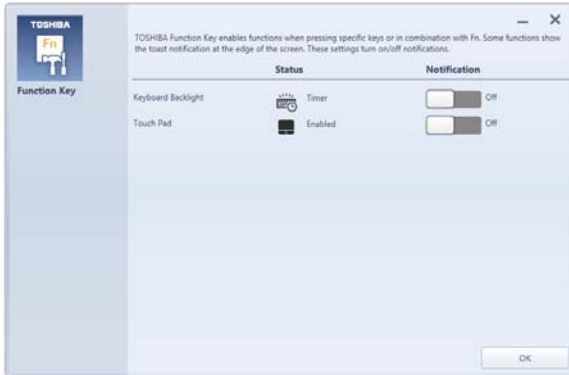 TOSHIBA
Fn
Function Key
TOSHIBA Function Key enables functions when pressing specific keys or in combination with Fn. Some functions show
the toast notification at the edge of the screen. These settings turn on/off notifications.
Status Notification
Keyboard Backlight Timer Off
Touch Pad Enabled Off
OK